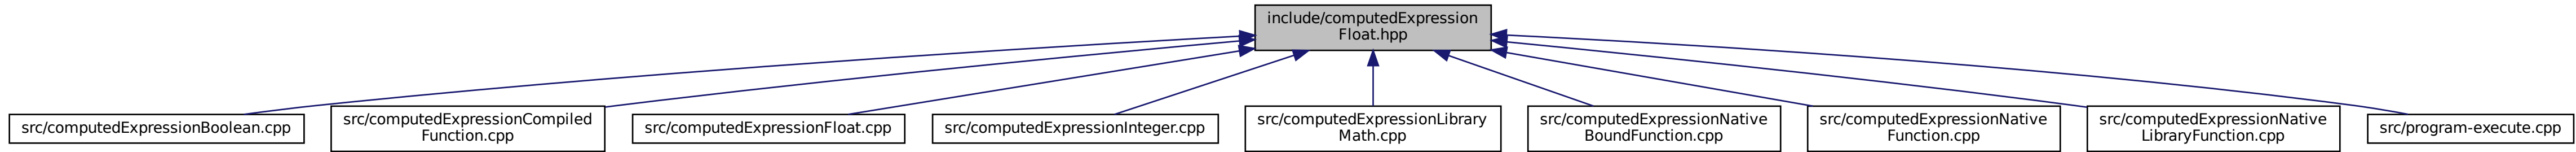 include/computedExpression
Float.hpp
src/computedExpressionBoolean.cpp
src/computedExpressionCompiled
Function.cpp
src/computedExpressionFloat.cpp
src/computedExpressionInteger.cpp
src/computedExpressionLibrary
Math.cpp
src/computedExpressionNative
BoundFunction.cpp
src/computedExpressionNative
Function.cpp
src/computedExpressionNative
LibraryFunction.cpp
src/program-execute.cpp